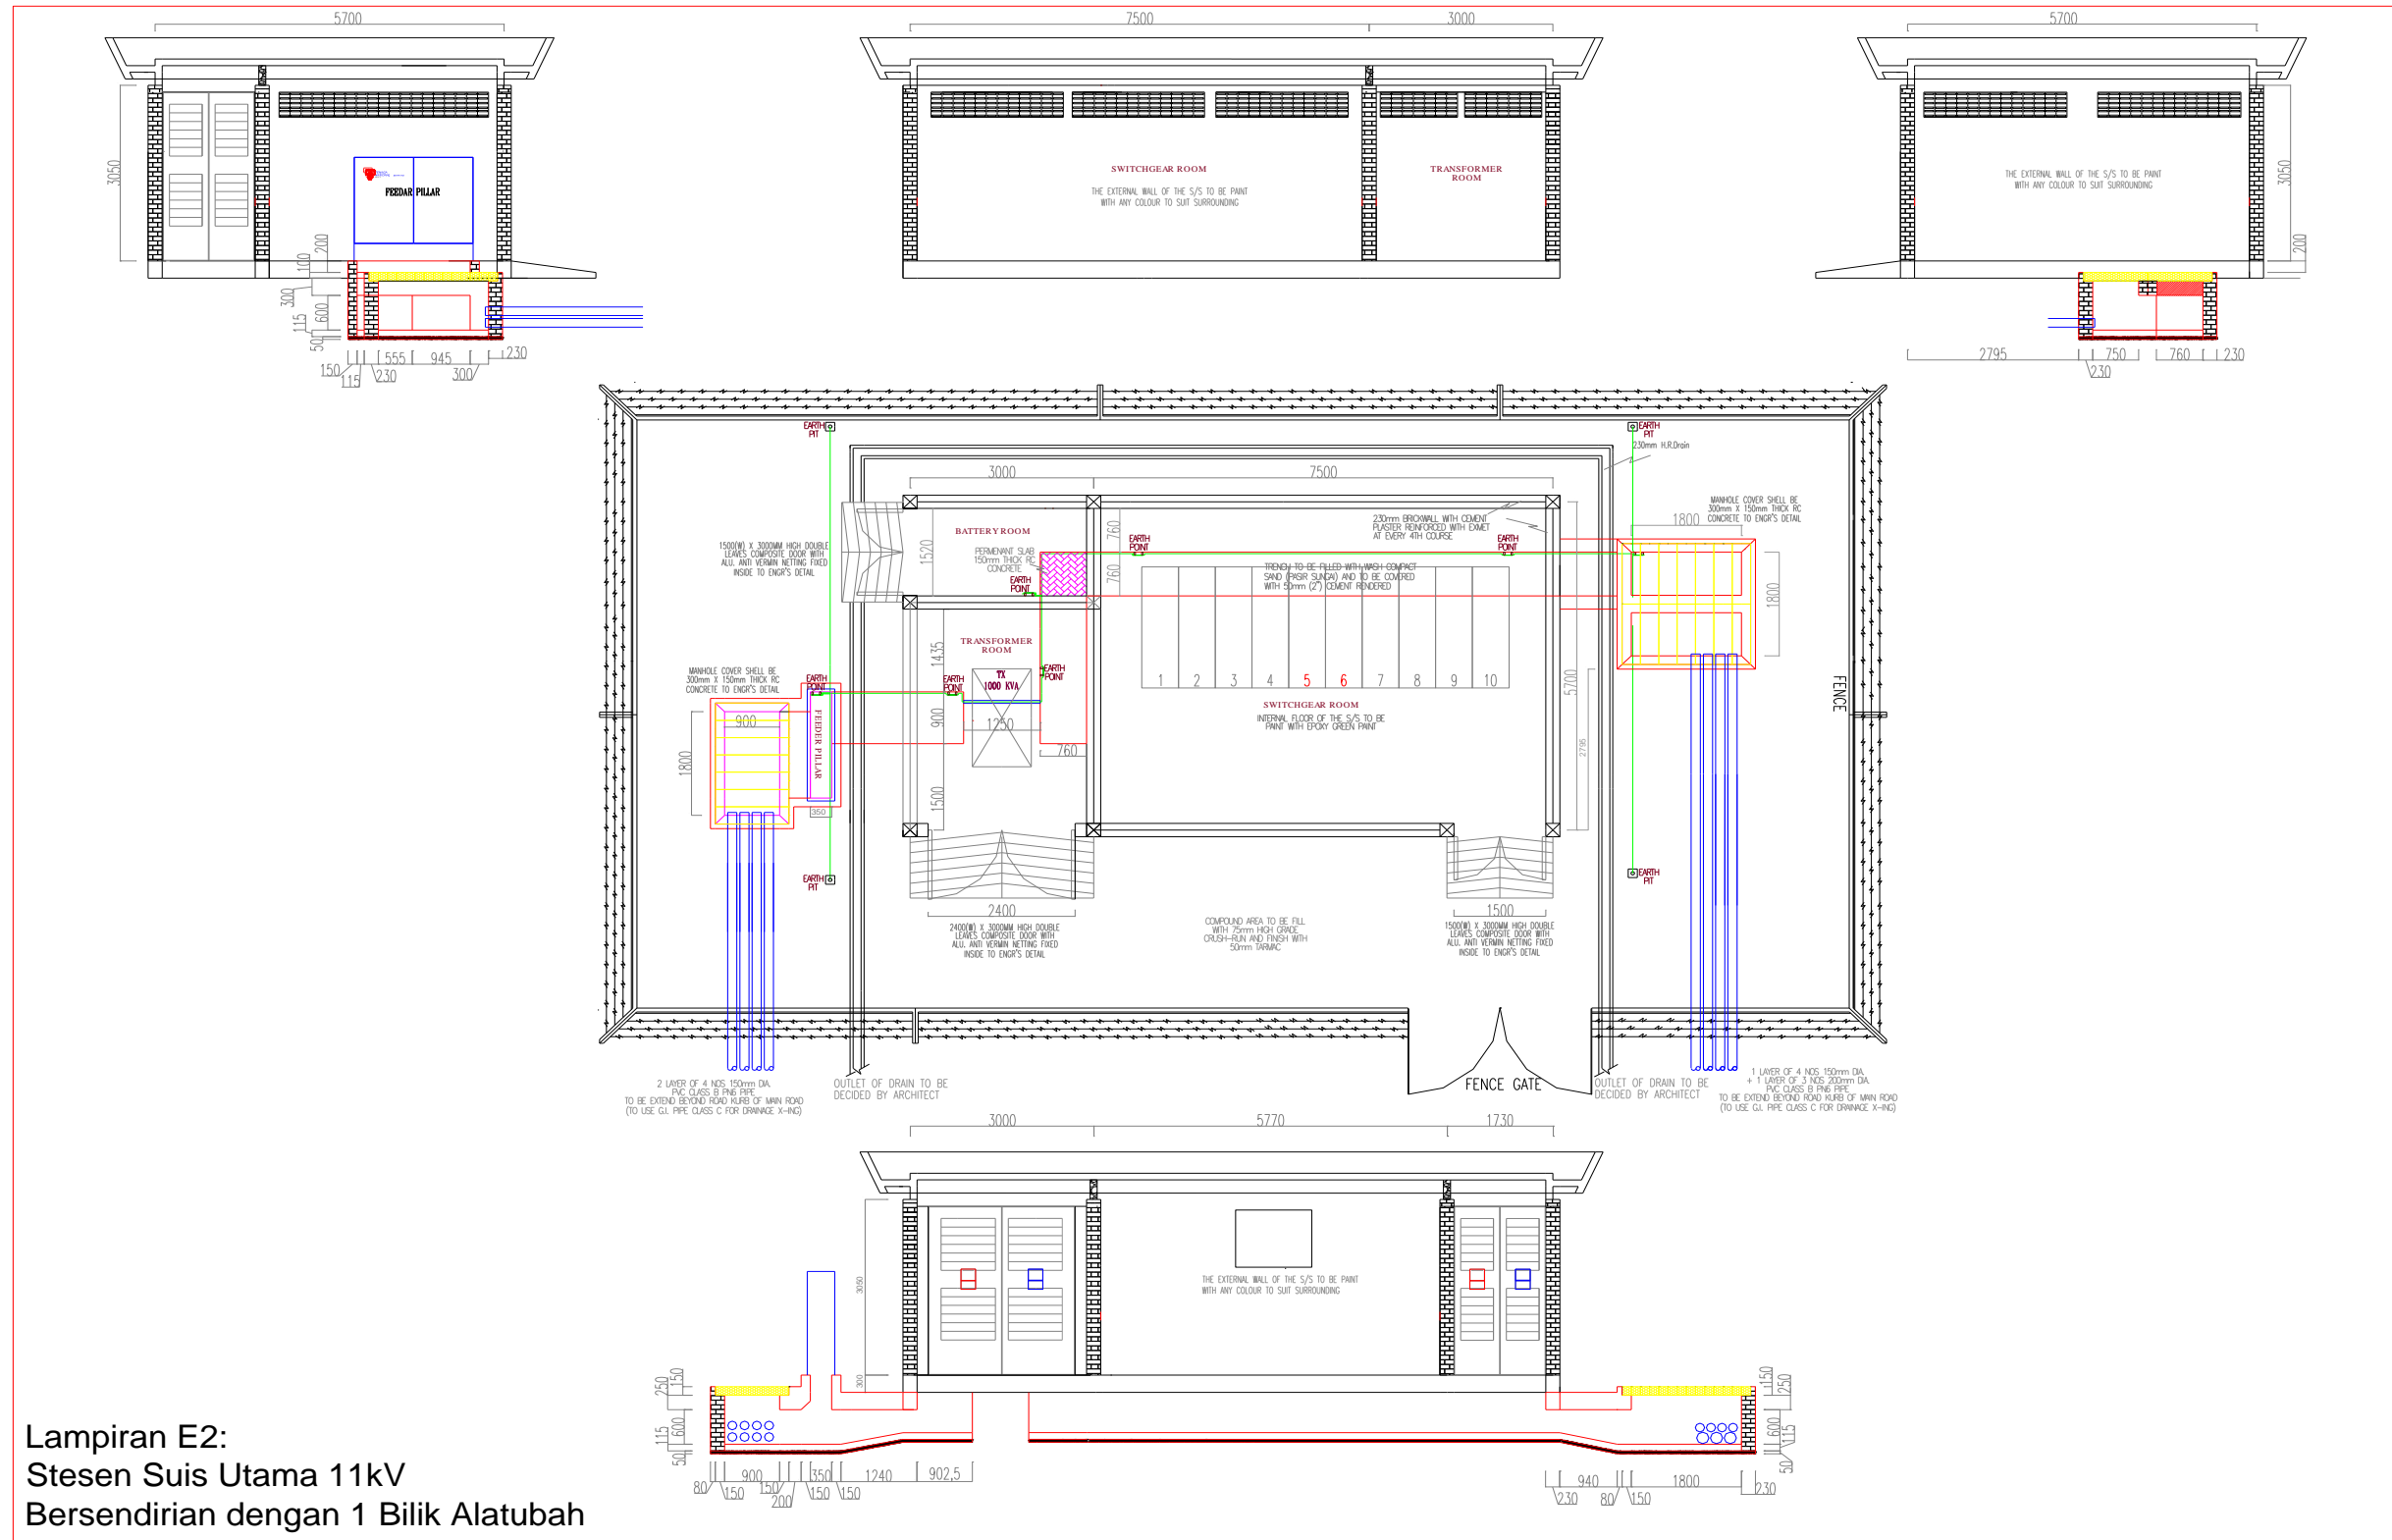 5700
7500
3000
5700
3050
FEEDAR PILLAR
SWITCHGEAR ROOM
THE EXTERNAL WALL OF THE S/S TO BE PAINT
WITH ANY COLOUR TO SUIT SURROUNDING
TRANSFORMER
ROOM
THE EXTERNAL WALL OF THE S/S TO BE PAINT
WITH ANY COLOUR TO SUIT SURROUNDING
3050
200
200
100
300
600
115
50
150
115
230
555
945
300
230
2795
230
750
760
230
EARTH
PIT
EARTH
PIT
230mm H.R.Drain
3000
7500
BATTERY ROOM
1500(W) X 3000MM HIGH DOUBLE
LEAVES COMPOSITE DOOR WITH
ALU. ANTI VERMIN NETTING FIXED
INSIDE TO ENGR'S DETAIL
1520
PERMENANT SLAB
150mm THICK RC
CONCRETE
760
760
EARTH
POINT
EARTH
POINT
EARTH
POINT
230mm BRICKWALL WITH CEMENT
PLASTER REINFORCED WITH EXMET
AT EVERY 4TH COURSE
MANHOLE COVER SHELL BE
300mm X 150mm THICK RC
CONCRETE TO ENGR'S DETAIL
1800
1800
TRENCH TO BE FILLED WITH WASH COMPACT
SAND (PASIR SUNGAI) AND TO BE COVERED
WITH 50mm (2") CEMENT RENDERED
TRANSFORMER
ROOM
1435
TX
1000 KVA
EARTH
POINT
EARTH
POINT
EARTH
POINT
MANHOLE COVER SHELL BE
300mm X 150mm THICK RC
CONCRETE TO ENGR'S DETAIL
900
1800
FEEDER PILLAR
350
900
1250
760
1500
1 2 3 4 5 6 7 8 9 10
SWITCHGEAR ROOM
INTERNAL FLOOR OF THE S/S TO BE
PAINT WITH EPOXY GREEN PAINT
5700
2795
FENCE
EARTH
PIT
EARTH
PIT
2400
2400(W) X 3000MM HIGH DOUBLE
LEAVES COMPOSITE DOOR WITH
ALU. ANTI VERMIN NETTING FIXED
INSIDE TO ENGR'S DETAIL
COMPOUND AREA TO BE FILL
WITH 75mm HIGH GRADE
CRUSH-RUN AND FINISH WITH
50mm TARMAC
1500
1500(W) X 3000MM HIGH DOUBLE
LEAVES COMPOSITE DOOR WITH
ALU. ANTI VERMIN NETTING FIXED
INSIDE TO ENGR'S DETAIL
2 LAYER OF 4 NOS 150mm DIA.
PVC CLASS B PN6 PIPE
TO BE EXTEND BEYOND ROAD KURB OF MAIN ROAD
(TO USE G.I. PIPE CLASS C FOR DRAINAGE X-ING)
OUTLET OF DRAIN TO BE
DECIDED BY ARCHITECT
FENCE GATE
OUTLET OF DRAIN TO BE
DECIDED BY ARCHITECT
1 LAYER OF 4 NOS 150mm DIA.
+ 1 LAYER OF 3 NOS 200mm DIA.
PVC CLASS B PN6 PIPE
TO BE EXTEND BEYOND ROAD KURB OF MAIN ROAD
(TO USE G.I. PIPE CLASS C FOR DRAINAGE X-ING)
3000
5770
1730
3050
300
THE EXTERNAL WALL OF THE S/S TO BE PAINT
WITH ANY COLOUR TO SUIT SURROUNDING
250
150
600
115
50
80
150
900
150
200
350
150
150
1240
902,5
230
940
80
150
1800
230
150
250
600
115
50
Lampiran E2:
Stesen Suis Utama 11kV
Bersendirian dengan 1 Bilik Alatubah